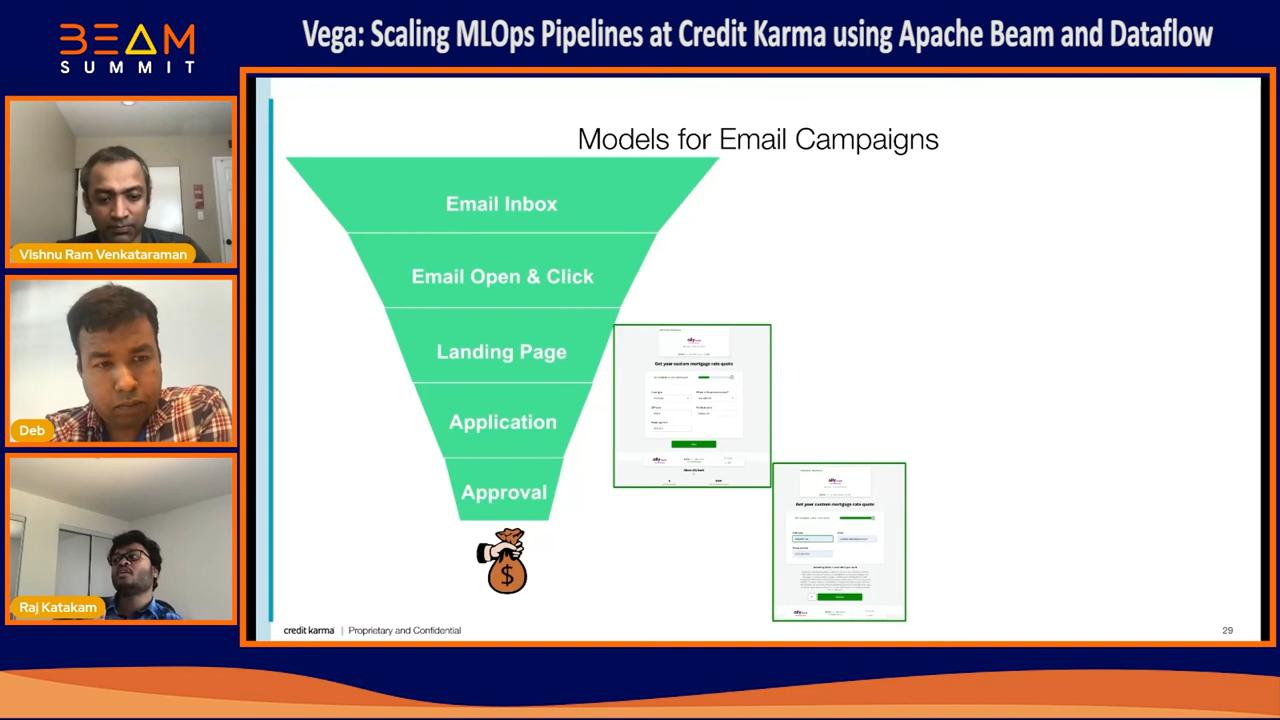 BEAM
SUMMIT
Vega: Scaling MLOps Pipelines at Credit Karma using Apache Beam and Dataflow
Vishnu Ram Venkataraman
Deb
Raj Katakam
Models for Email Campaigns
Email Inbox
Email Open & Click
Landing Page
Application
Approval
$
ally
Get your custom mortgage rate quote
ally
Get your custom mortgage rate quote
credit karma | Proprietary and Confidential
29